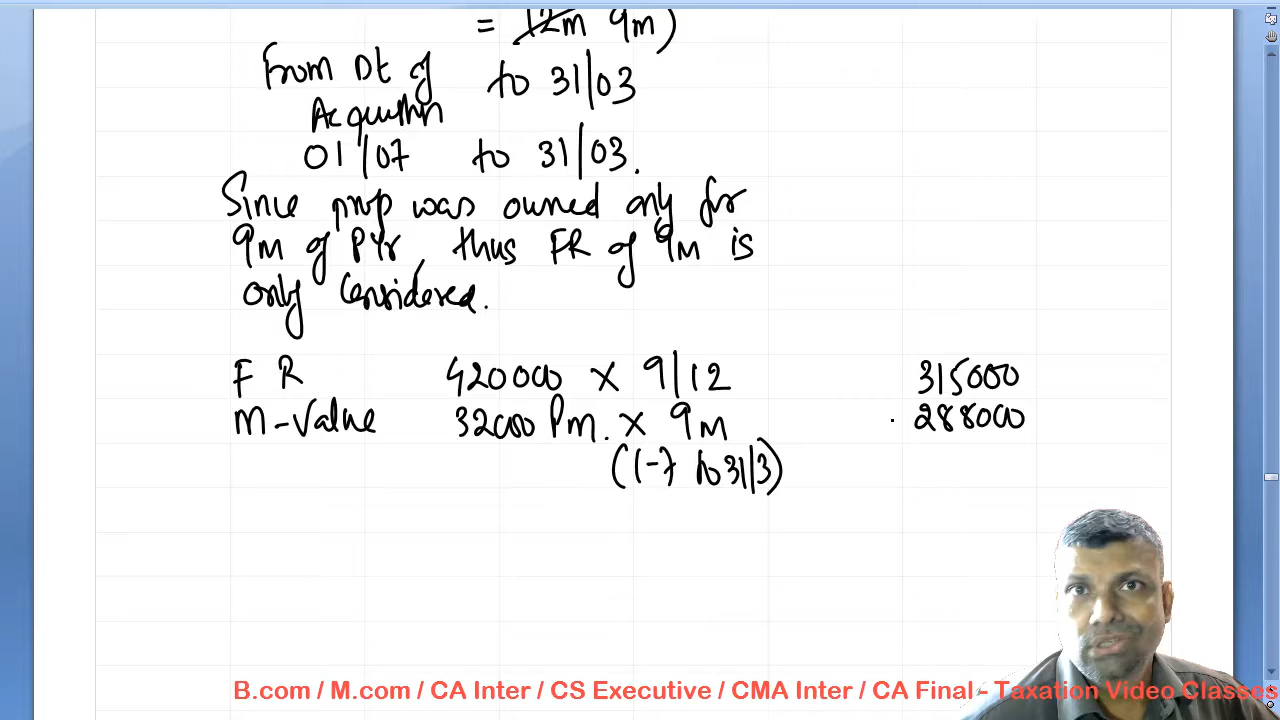 = 12m 9m)
From Dt of to 31/03
Acquisition
01/07 to 31/03.
Since prop was owned only for
9m of PYr, thus FR of 9M is
only considered.
F R 420000 X 9/12 315000
M-Value 32000 Pm. X 9M 288000
(1-7 to 31/3)
B.com / M.com / CA Inter / CS Executive / CMA Inter / CA Final - Taxation Video Classes